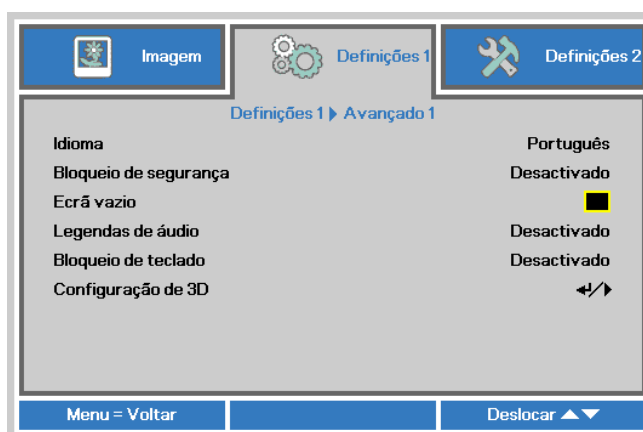 Imagem
Definições 1
Definições 2
Definições 1 Avançado 1
Idioma Português
Bloqueio de segurança Desactivado
Ecrã vazio
Legendas de áudio Desactivado
Bloqueio de teclado Desactivado
Configuração de 3D
Menu = Voltar
Deslocar